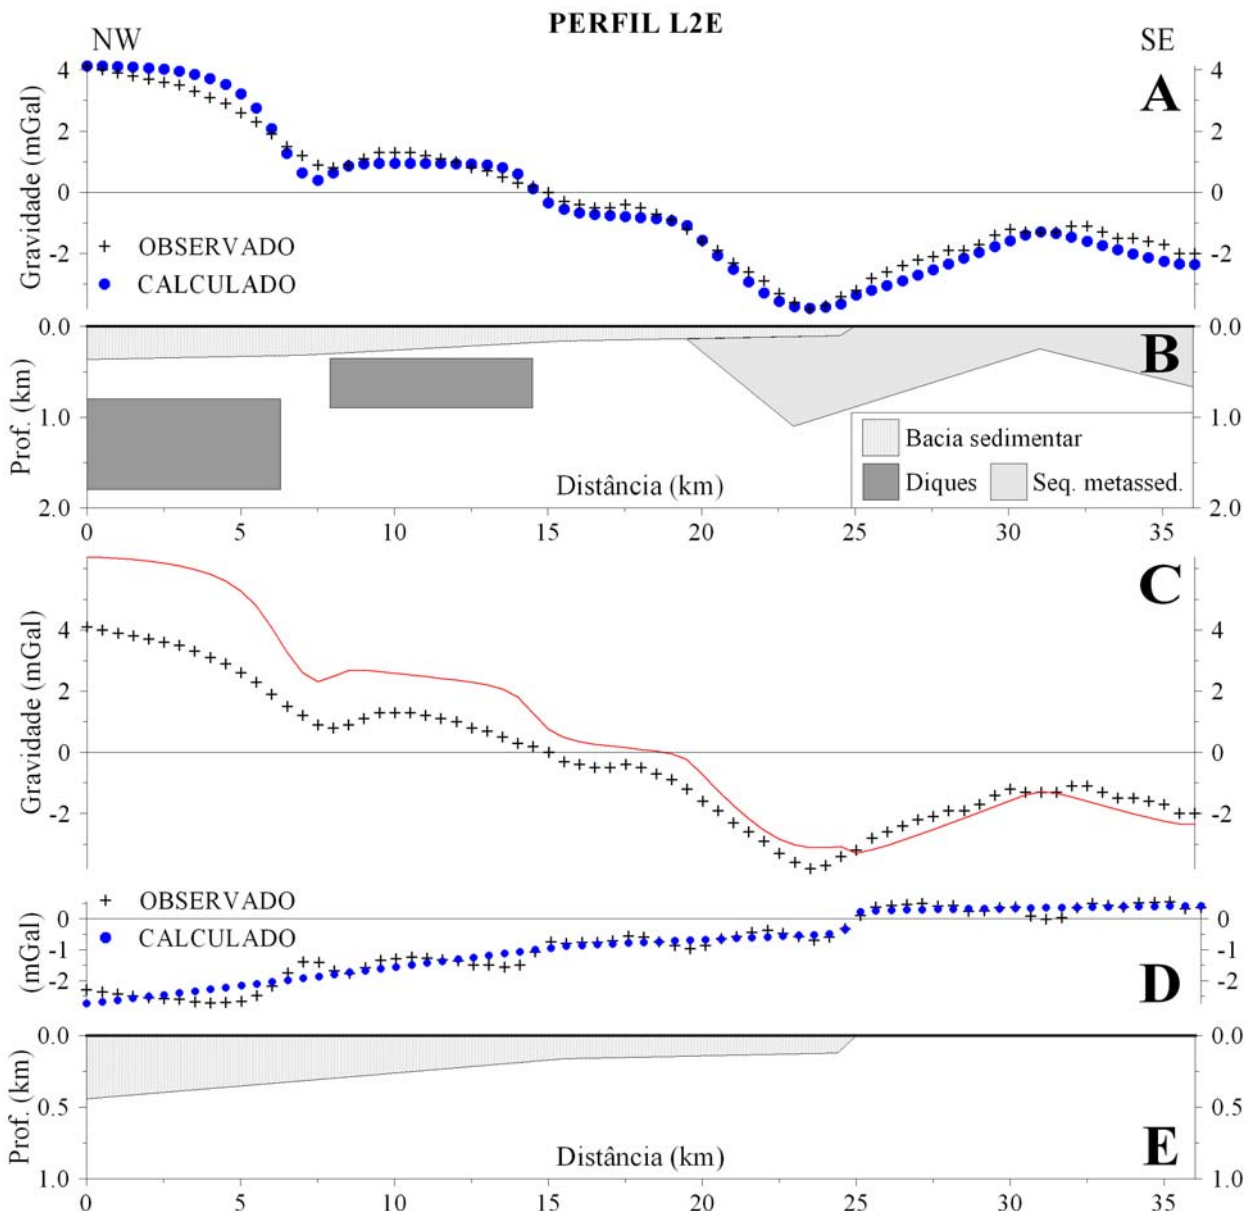 PERFIL L2E
NW SE
A
Gravidade (mGal)
4 4
2 2
0 0
-2 -2
OBSERVADO
CALCULADO
B
Prof. (km)
0.0 0.0
1.0 1.0
2.0 2.0
Bacia sedimentar
Diques Seq. metassed.
Distância (km)
0 5 10 15 20 25 30 35
C
Gravidade (mGal)
4 4
2 2
0 0
-2 -2
D
(mGal)
OBSERVADO
CALCULADO
0 0
-1 -1
-2 -2
E
Prof. (km)
0.0 0.0
0.5 0.5
1.0 1.0
Distância (km)
0 5 10 15 20 25 30 35